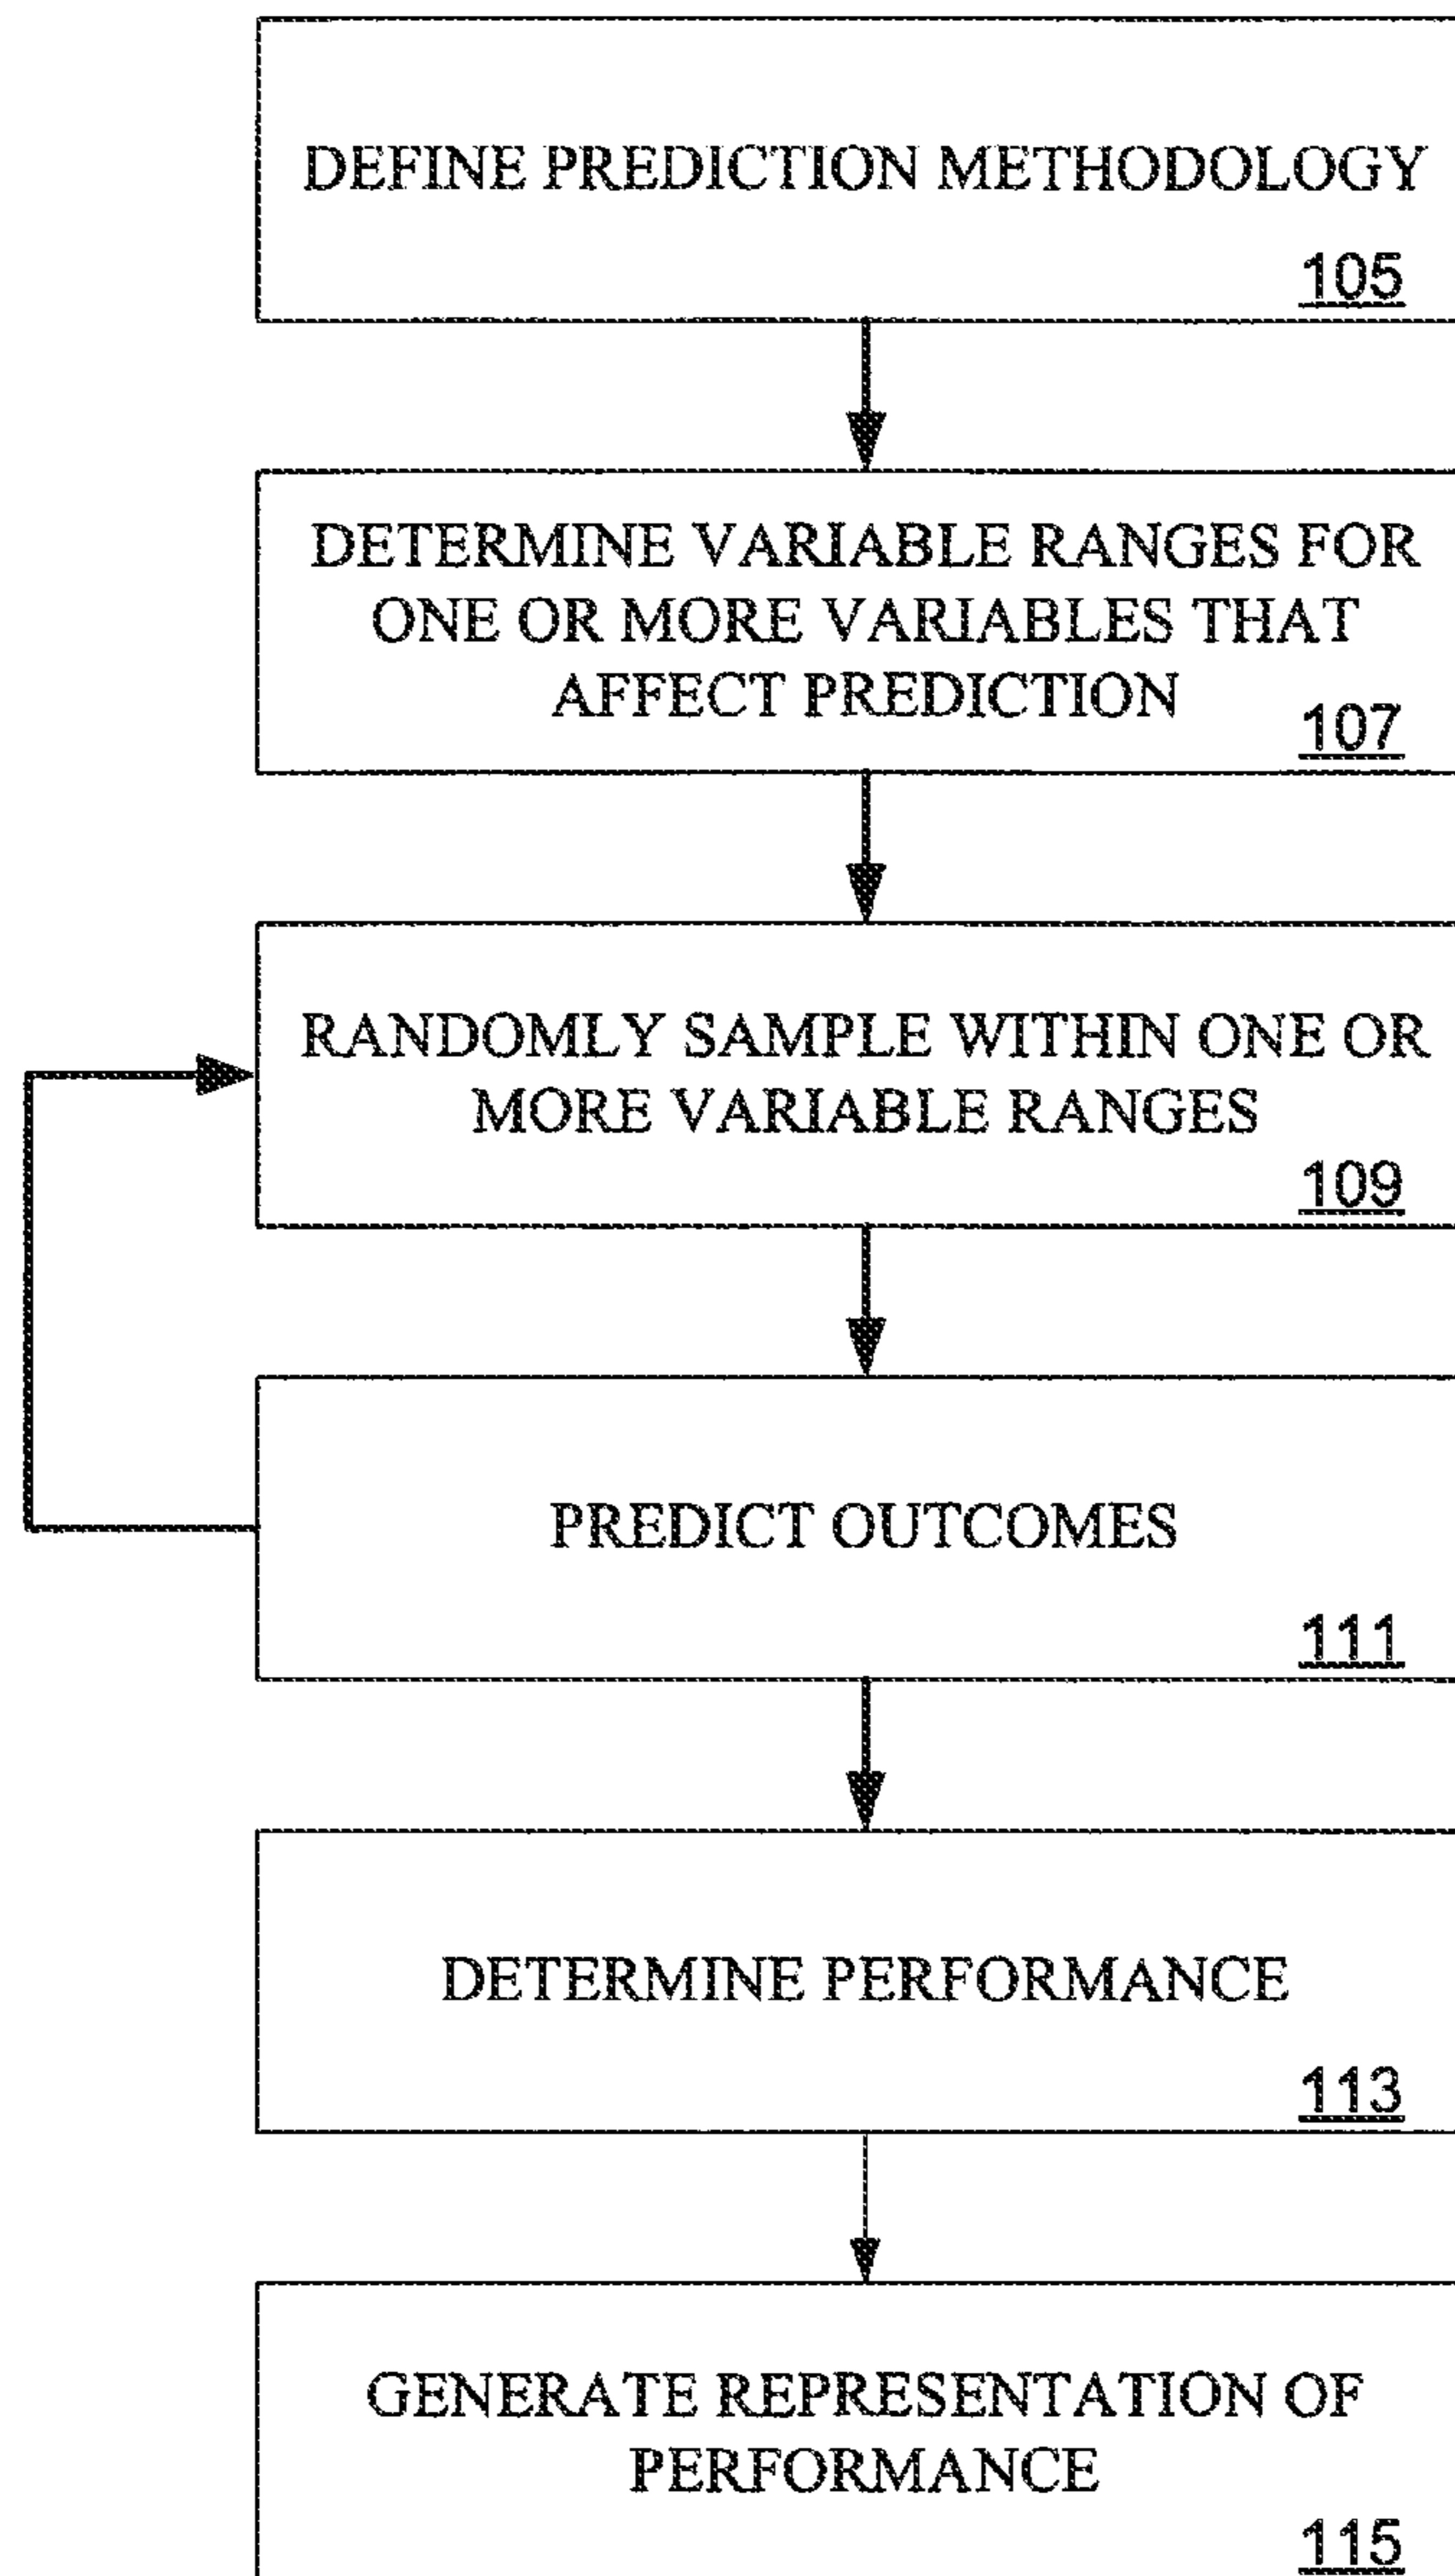 DEFINE PREDICTION METHODOLOGY
105
DETERMINE VARIABLE RANGES FOR
ONE OR MORE VARIABLES THAT
AFFECT PREDICTION
107
RANDOMLY SAMPLE WITHIN ONE OR
MORE VARIABLE RANGES
109
PREDICT OUTCOMES
111
DETERMINE PERFORMANCE
113
GENERATE REPRESENTATION OF
PERFORMANCE
115